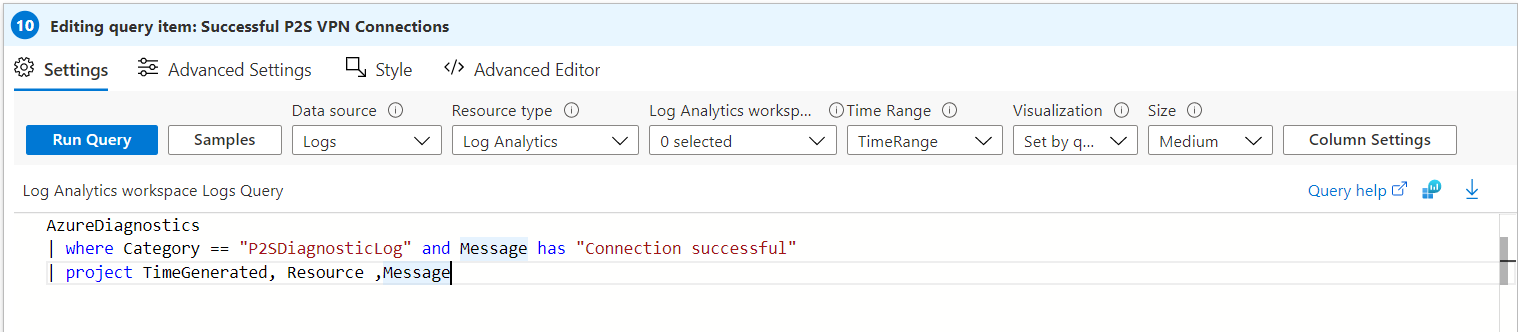 10 Editing query item: Successful P2S VPN Connections
Settings Advanced Settings Style </> Advanced Editor
Data source Resource type Log Analytics worksp... Time Range Visualization Size
Run Query Samples Logs Log Analytics 0 selected TimeRange Set by q... Medium Column Settings
Log Analytics workspace Logs Query Query help
AzureDiagnostics
| where Category == "P2SDiagnosticLog" and Message has "Connection successful"
| project TimeGenerated, Resource ,Message